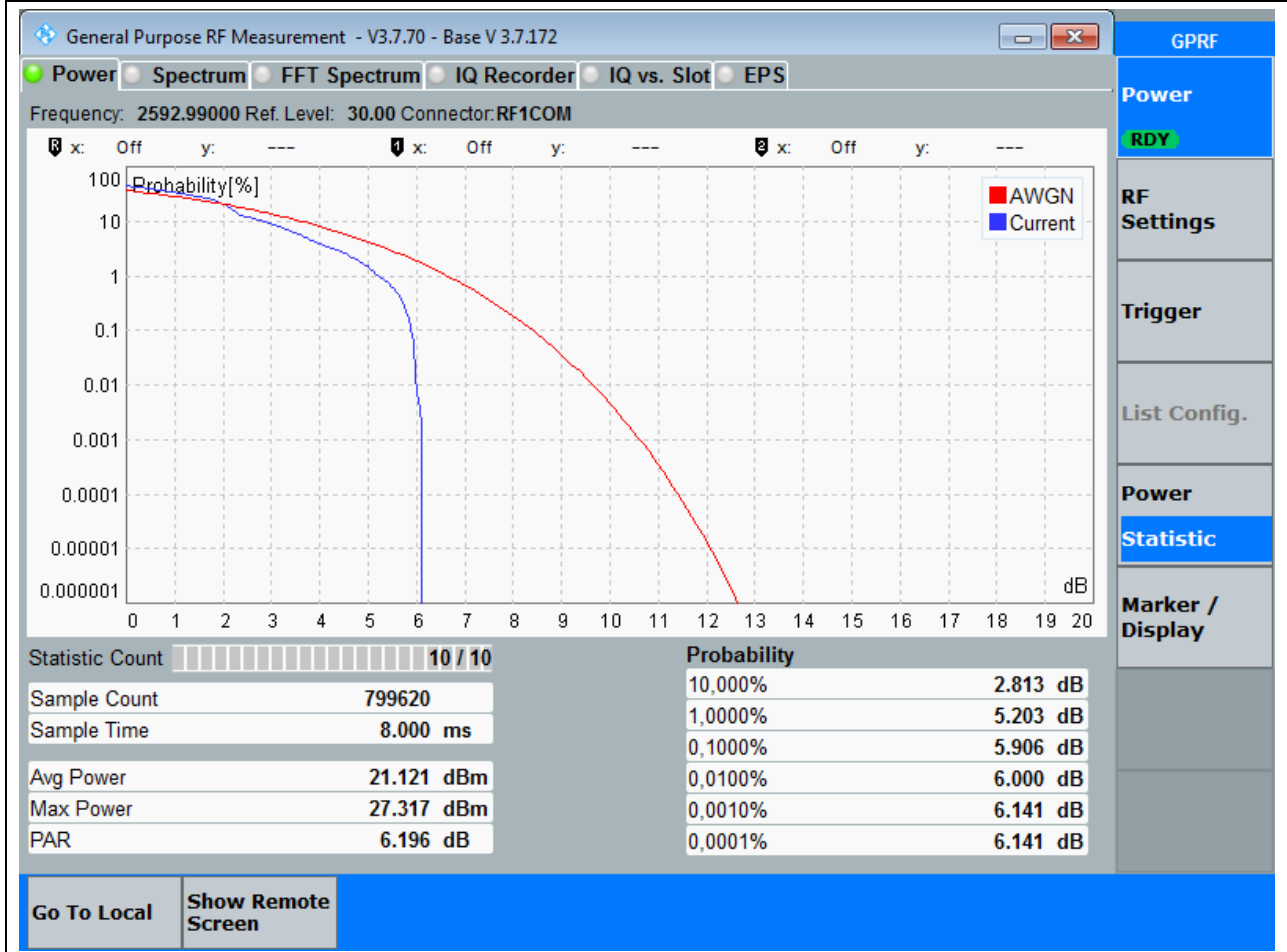 General Purpose RF Measurement - V3.7.70 - Base V 3.7.172
GPRF
Power Spectrum FFT Spectrum IQ Recorder IQ vs. Slot EPS
Frequency: 2592.99000 Ref. Level: 30.00 Connector:RF1COM
R x: Off y: --- 1 x: Off y: --- 2 x: Off y: ---
Probability[%]
100
10
1
0.1
0.01
0.001
0.0001
0.00001
0.000001
AWGN
Current
dB
0 1 2 3 4 5 6 7 8 9 10 11 12 13 14 15 16 17 18 19 20
Statistic Count 10 / 10
Sample Count 799620
Sample Time 8.000 ms
Avg Power 21.121 dBm
Max Power 27.317 dBm
PAR 6.196 dB
Probability
10,000% 2.813 dB
1,0000% 5.203 dB
0,1000% 5.906 dB
0,0100% 6.000 dB
0,0010% 6.141 dB
0,0001% 6.141 dB
Power
RDY
RF
Settings
Trigger
List Config.
Power
Statistic
Marker /
Display
Go To Local
Show Remote
Screen